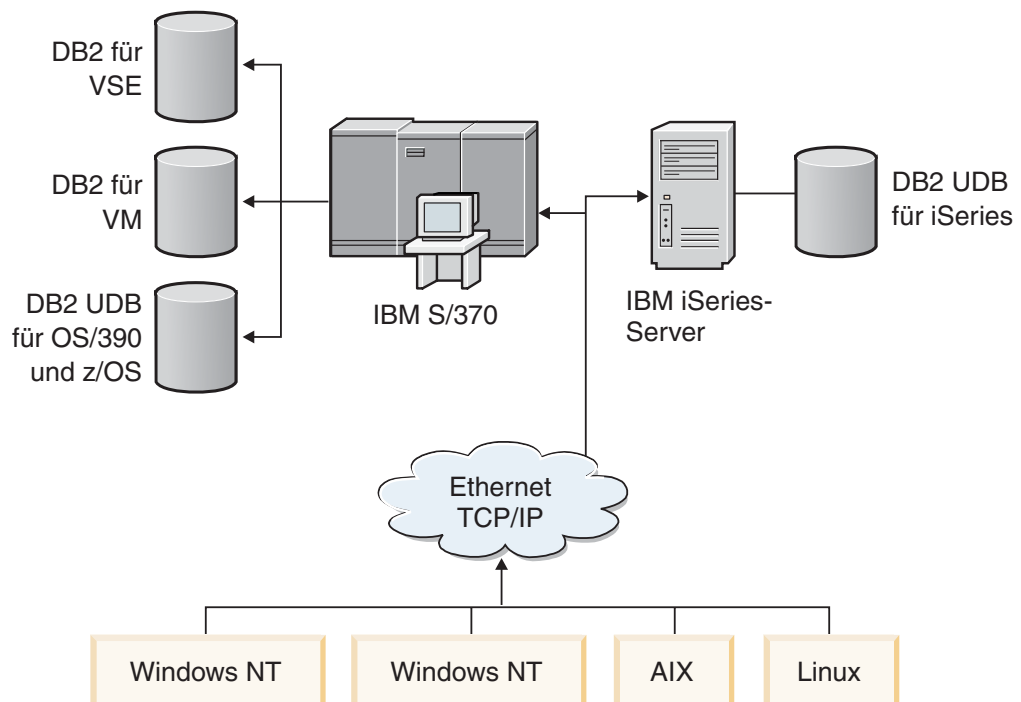 DB2 für
VSE
DB2 für
VM
DB2 UDB
für OS/390
und z/OS
IBM S/370
IBM iSeries-
Server
DB2 UDB
für iSeries
Ethernet
TCP/IP
Windows NT
Windows NT
AIX
Linux